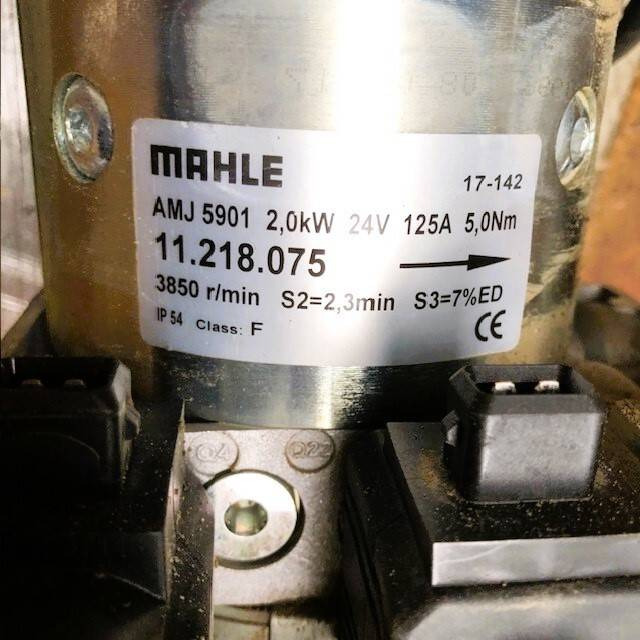 MAHLE
17-142
AMJ 5901 2,0kW 24V 125A 5,0Nm
11.218.075
3850 r/min S2=2,3min S3=7%ED
IP 54 Class: F
CE
Q4